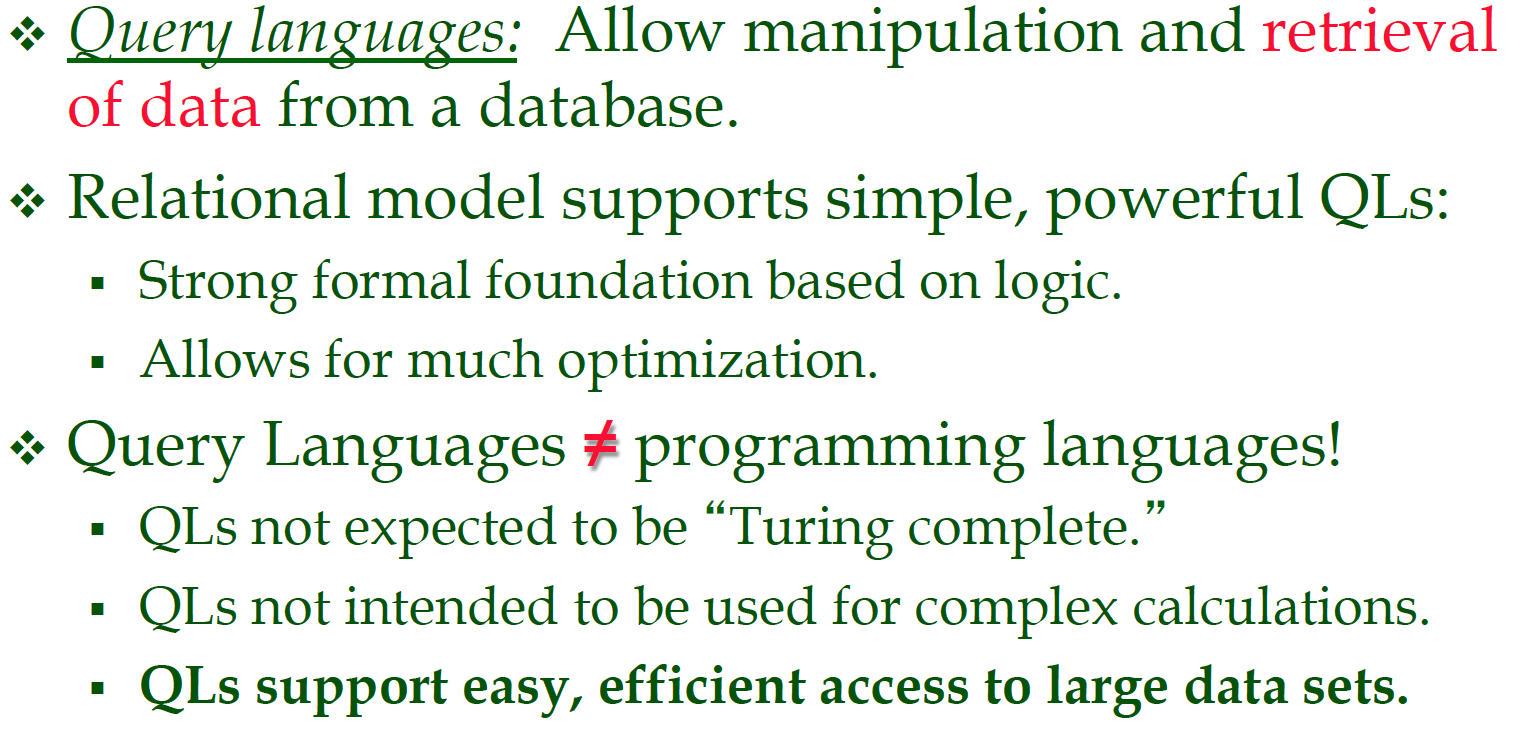 ❖ Query languages: Allow manipulation and retrieval
of data from a database.
❖ Relational model supports simple, powerful QLs:
▪ Strong formal foundation based on logic.
▪ Allows for much optimization.
❖ Query Languages ≠ programming languages!
▪ QLs not expected to be “Turing complete.”
▪ QLs not intended to be used for complex calculations.
▪ QLs support easy, efficient access to large data sets.